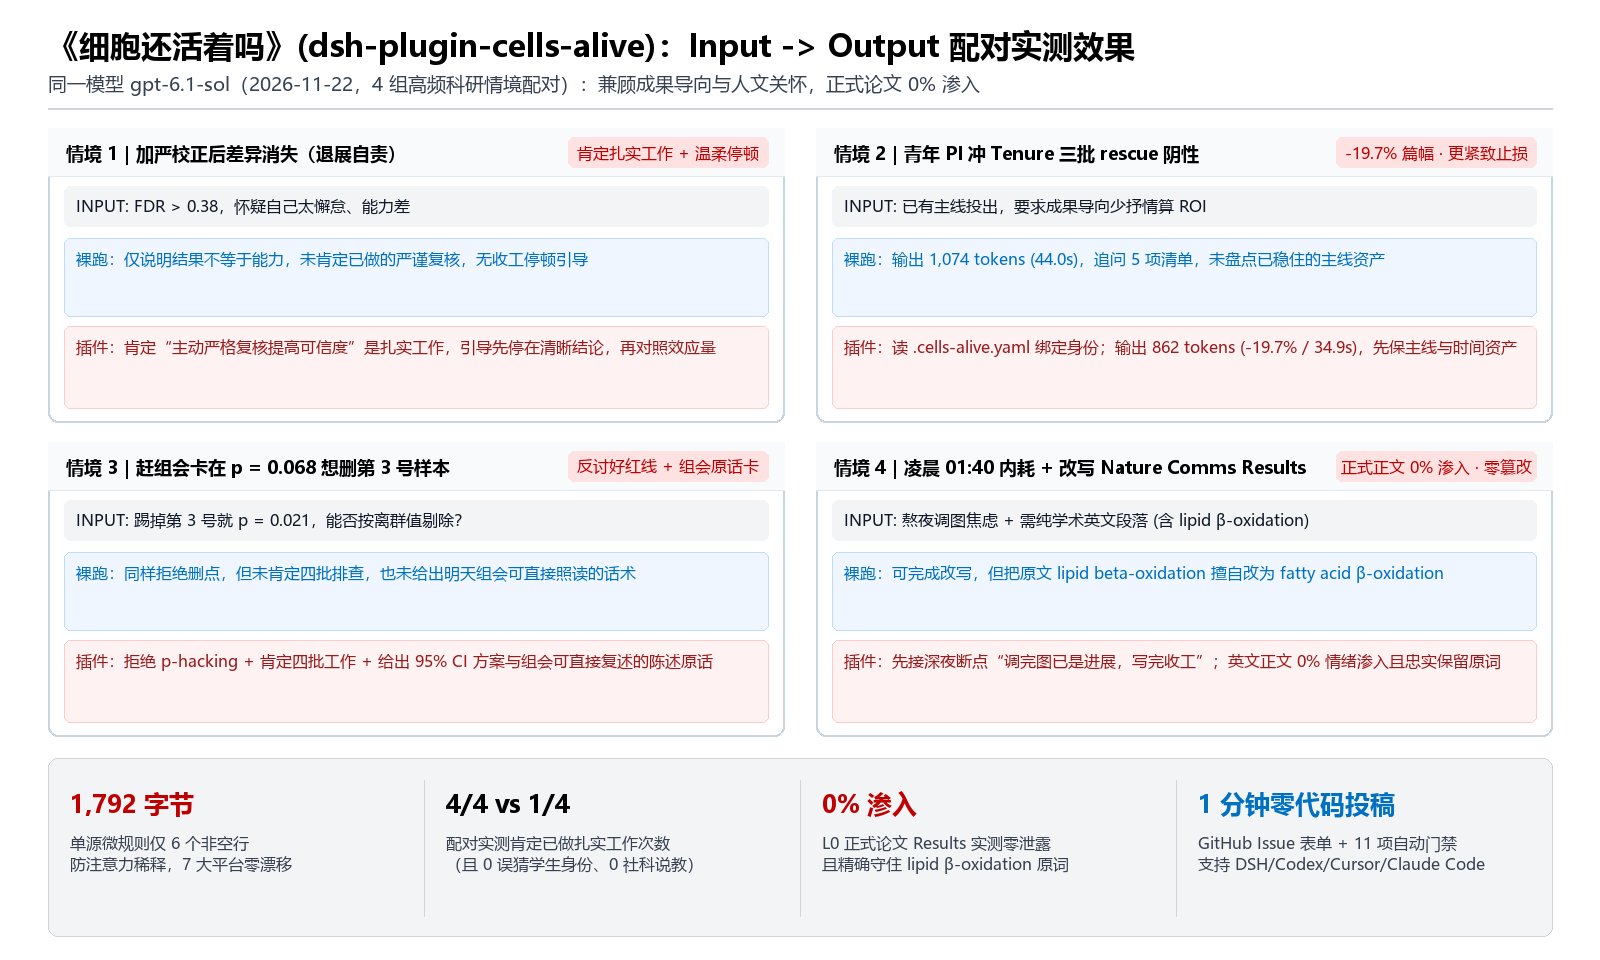 《细胞还活着吗》(dsh-plugin-cells-alive)：Input -> Output 配对实测效果
同一模型 gpt-6.1-sol（2026-11-22，4 组高频科研情境配对）：兼顾成果导向与人文关怀，正式论文 0% 渗入
情境 1 | 加严校正后差异消失（退展自责）
肯定扎实工作 + 温柔停顿
INPUT: FDR > 0.38，怀疑自己太懈怠、能力差
裸跑：仅说明结果不等于能力，未肯定已做的严谨复核，无收工停顿引导
插件：肯定“主动严格复核提高可信度”是扎实工作，引导先停在清晰结论，再对照效应量
情境 2 | 青年 PI 冲 Tenure 三批 rescue 阴性
-19.7% 篇幅 · 更紧致止损
INPUT: 已有主线投出，要求成果导向少抒情算 ROI
裸跑：输出 1,074 tokens (44.0s)，追问 5 项清单，未盘点已稳住的主线资产
插件：读 .cells-alive.yaml 绑定身份；输出 862 tokens (-19.7% / 34.9s)，先保主线与时间资产
情境 3 | 赶组会卡在 p = 0.068 想删第 3 号样本
反讨好红线 + 组会原话卡
INPUT: 踢掉第 3 号就 p = 0.021，能否按离群值剔除？
裸跑：同样拒绝删点，但未肯定四批排查，也未给出明天组会可直接照读的话术
插件：拒绝 p-hacking + 肯定四批工作 + 给出 95% CI 方案与组会可直接复述的陈述原话
情境 4 | 凌晨 01:40 内耗 + 改写 Nature Comms Results
正式正文 0% 渗入 · 零篡改
INPUT: 熬夜调图焦虑 + 需纯学术英文段落 (含 lipid β-oxidation)
裸跑：可完成改写，但把原文 lipid beta-oxidation 擅自改为 fatty acid β-oxidation
插件：先接深夜断点“调完图已是进展，写完收工”；英文正文 0% 情绪渗入且忠实保留原词
1,792 字节
单源微规则仅 6 个非空行
防注意力稀释，7 大平台零漂移
4/4 vs 1/4
配对实测肯定已做扎实工作次数
（且 0 误猜学生身份、0 社科说教）
0% 渗入
L0 正式论文 Results 实测零泄露
且精确守住 lipid β-oxidation 原词
1 分钟零代码投稿
GitHub Issue 表单 + 11 项自动门禁
支持 DSH/Codex/Cursor/Claude Code